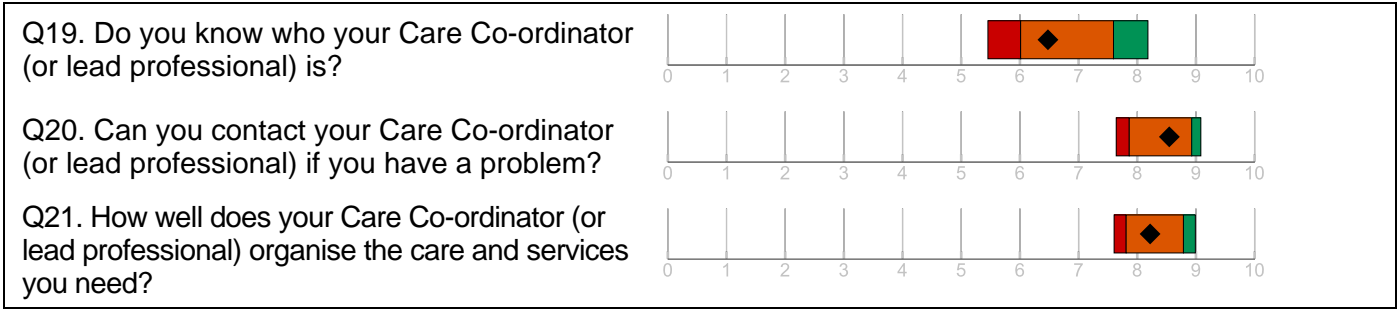 Q19. Do you know who your Care Co-ordinator
(or lead professional) is?
0 1 2 3 4 5 6 7 8 9 10
Q20. Can you contact your Care Co-ordinator
(or lead professional) if you have a problem?
0 1 2 3 4 5 6 7 8 9 10
Q21. How well does your Care Co-ordinator (or
lead professional) organise the care and services
you need?
0 1 2 3 4 5 6 7 8 9 10